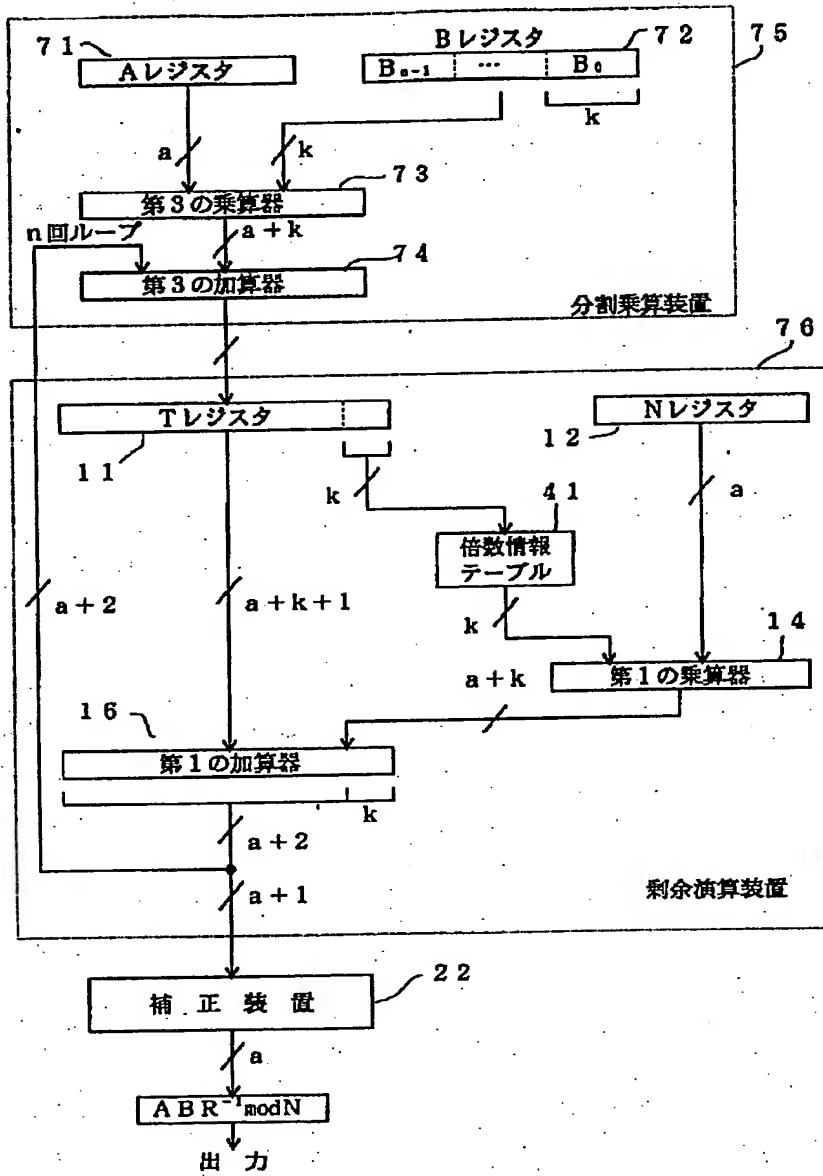 71
Aレジスタ
Bレジスタ
72
75
Bn-1
…
B0
k
a
k
73
第3の乗算器
n回ループ
a+k
74
第3の加算器
分割乗算装置
76
Tレジスタ
Nレジスタ
11
12
k
41
a
倍数情報
テーブル
a+2
a+k+1
k
14
第1の乗算器
a+k
16
第1の加算器
k
a+2
a+1
剰余演算装置
22
補正装置
a
ABR⁻¹modN
出力